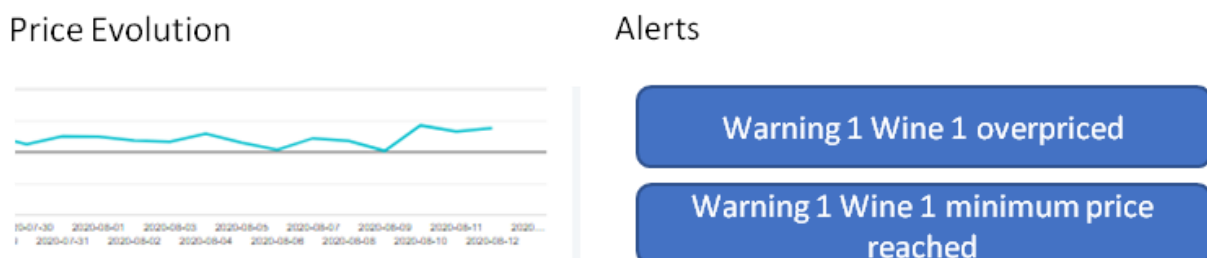 Price Evolution
Alerts
Warning 1 Wine 1 overpriced
Warning 1 Wine 1 minimum price
reached
2020-08-01 2020-08-03 2020-08-05 2020-08-07 2020-08-09 2020-08-11 2020...
2020-07-31 2020-08-02 2020-08-04 2020-08-06 2020-08-08 2020-08-10 2020-08-12